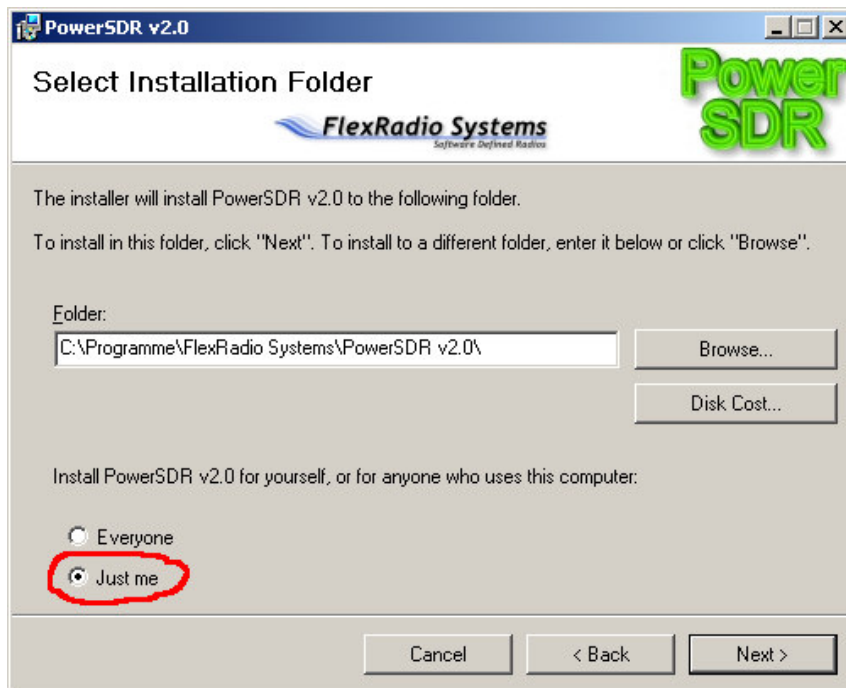 PowerSDR v2.0
Select Installation Folder
Power
SDR
FlexRadio Systems
Software Defined Radios
The installer will install PowerSDR v2.0 to the following folder.
To install in this folder, click "Next". To install to a different folder, enter it below or click "Browse".
Folder:
C:\Programme\FlexRadio Systems\PowerSDR v2.0\
Browse...
Disk Cost...
Install PowerSDR v2.0 for yourself, or for anyone who uses this computer:
Everyone
Just me
Cancel
< Back
Next >